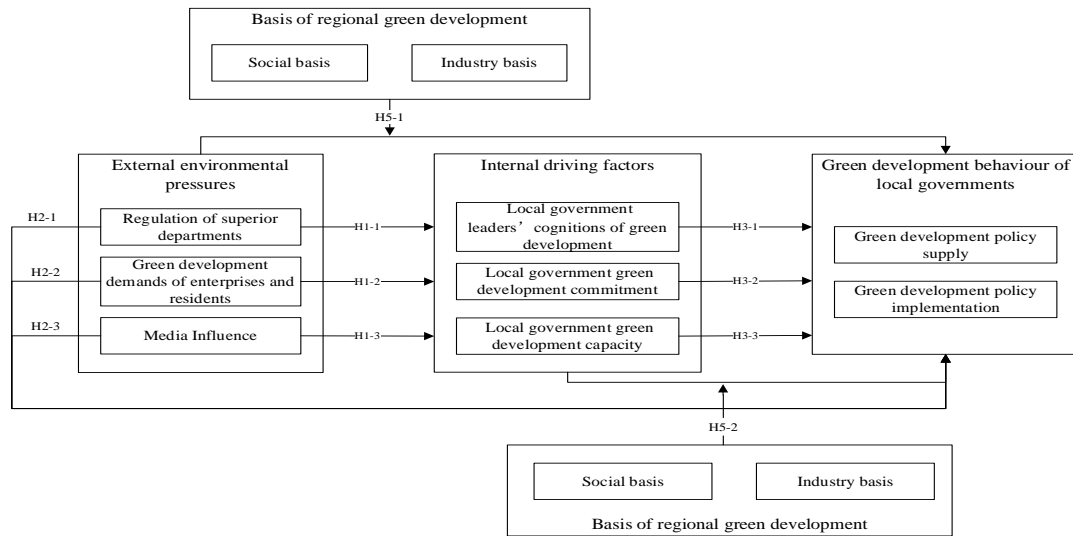 Basis of regional green development
Social basis
Industry basis
H5-1
External environmental
pressures
Internal driving factors
Green development behaviour of
local governments
H2-1
Regulation of superior
departments
H1-1
Local government
leaders’ cognitions of green
development
H3-1
Green development policy
supply
H2-2
Green development
demands of enterprises and
residents
H1-2
Local government green
development commitment
H3-2
Green development policy
implementation
H2-3
Media Influence
H1-3
Local government green
development capacity
H3-3
H5-2
Social basis
Industry basis
Basis of regional green development